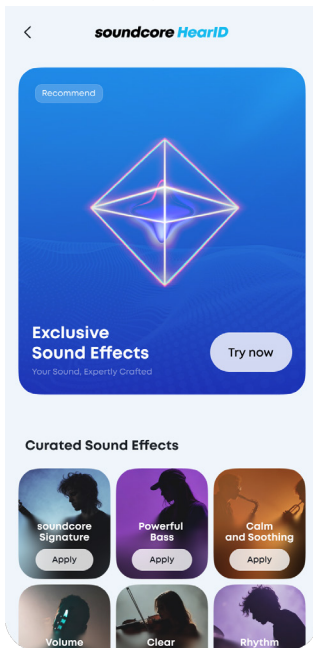 soundcore HearID
Recommend
Exclusive
Sound Effects
Your Sound, Expertly Crafted
Try now
Curated Sound Effects
soundcore
Signature
Apply
Powerful
Bass
Apply
Calm
and Soothing
Apply
Volume
Clear
Rhythm